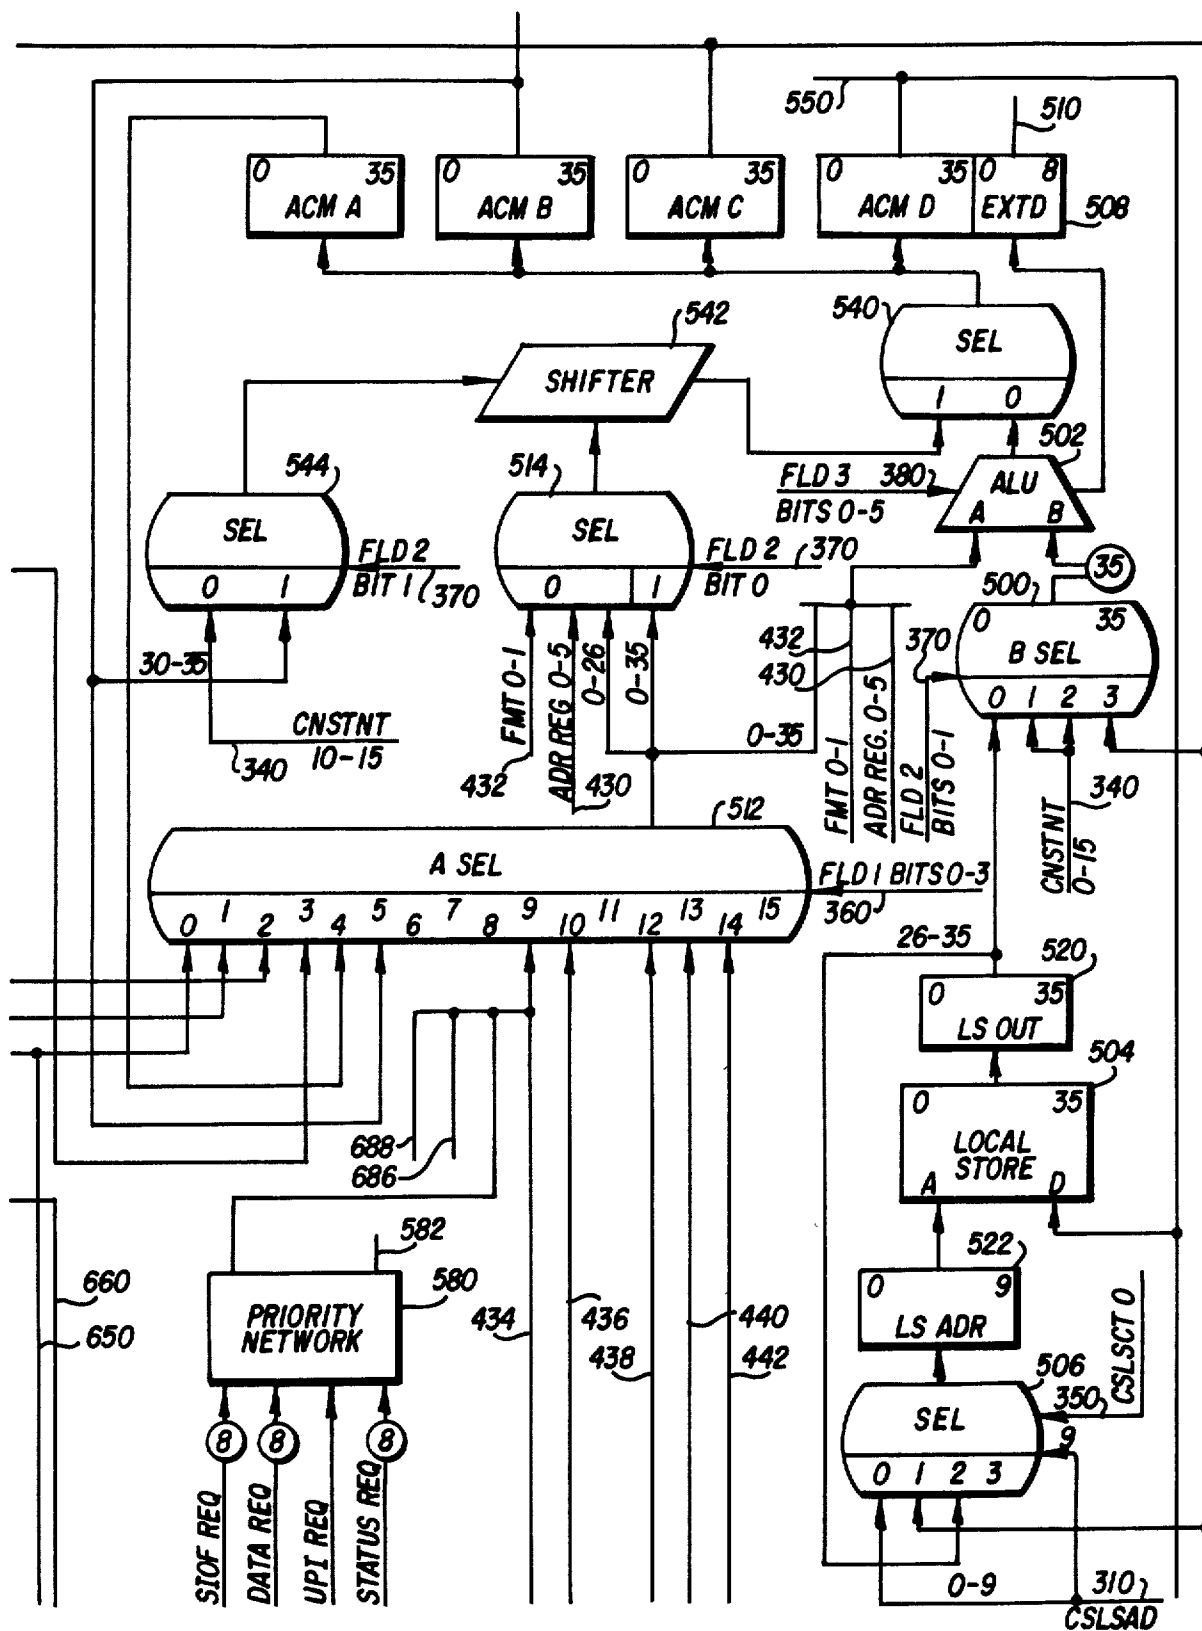 550
510
0 35
ACM A
0 35
ACM B
0 35
ACM C
0 35
ACM D
0 8
EXTD
508
540
SEL
1 0
542
SHIFTER
502
ALU
A B
FLD 3 380
BITS 0-5
544
SEL
0 1
FLD 2
BIT 1 370
514
SEL
0 1
FLD 2 370
BIT 0
35
500
0 35
B SEL
0 1 2 3
370
432
430
30-35
CNSTNT
10-15
340
FMT 0-1
432
ADR REG 0-5
430
0-26
0-35
0-35
FMT 0-1
ADR REG. 0-5
FLD 2
BITS 0-1
340
CNSTNT
0-15
512
A SEL
0 1 2 3 4 5 6 7 8 9 10 11 12 13 14 15
FLD 1 BITS 0-3
360
26-35
520
0 35
LS OUT
504
0 35
LOCAL
STORE
A D
688
686
582
580
PRIORITY
NETWORK
8 8 8
SIOF REQ
DATA REQ
UPI REQ
STATUS REQ
660
650
434
436
438
440
442
522
0 9
LS ADR
506
SEL
0 1 2 3
350
CSLSCT 0
9
0-9
310
CSLSAD